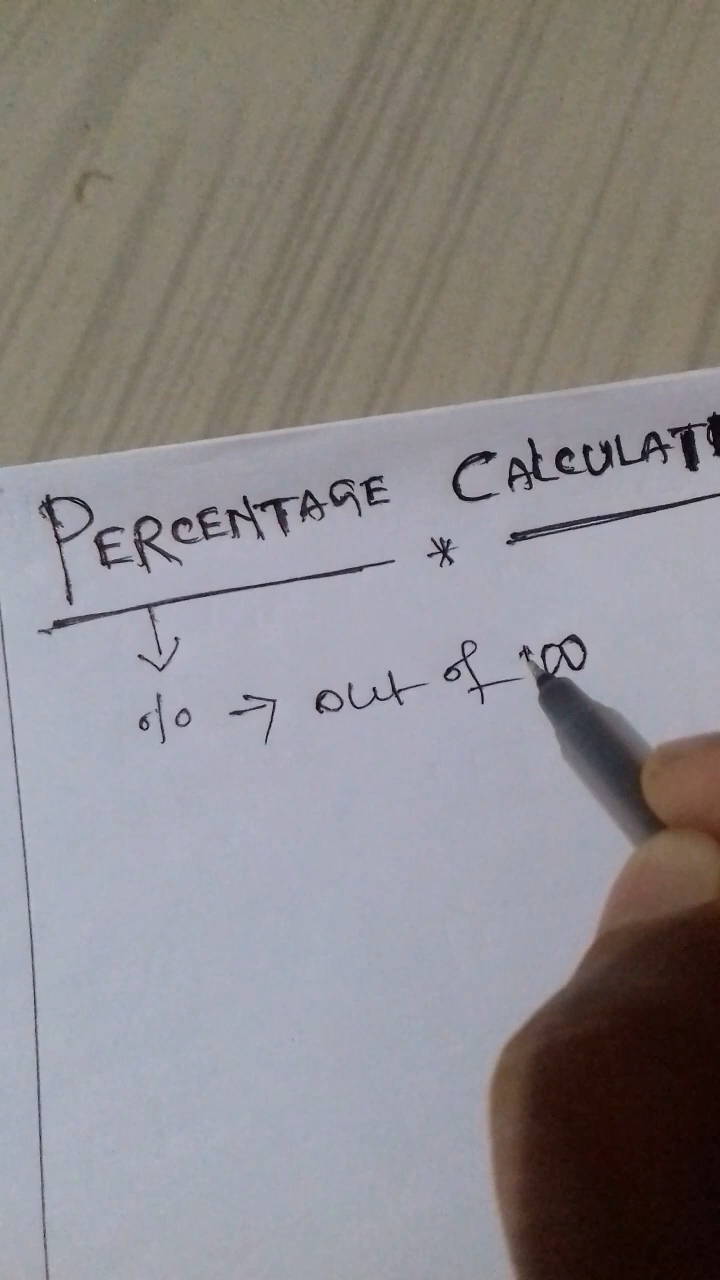 PERCENTAGE CALCULAT
*
% → out of 100